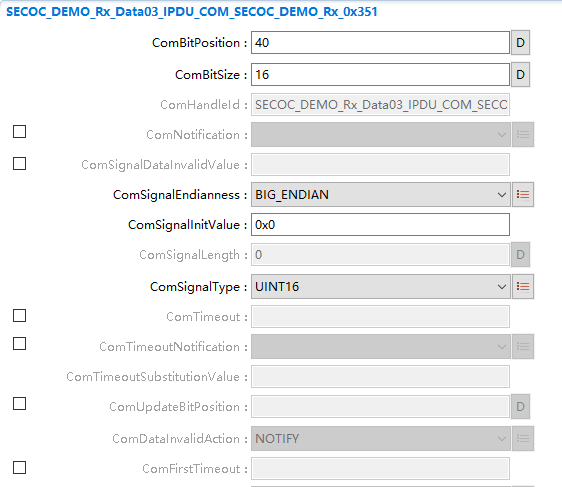 SECOC_DEMO_Rx_Data03_IPDU_COM_SECOC_DEMO_Rx_0x351
ComBitPosition : 40 D
ComBitSize : 16 D
ComHandleId : SECOC_DEMO_Rx_Data03_IPDU_COM_SECC
ComNotification :
ComSignalDataInvalidValue :
ComSignalEndianness : BIG_ENDIAN
ComSignalInitValue : 0x0
ComSignalLength : 0 D
ComSignalType : UINT16
ComTimeout :
ComTimeoutNotification :
ComTimeoutSubstitutionValue :
ComUpdateBitPosition : D
ComDataInvalidAction : NOTIFY
ComFirstTimeout :